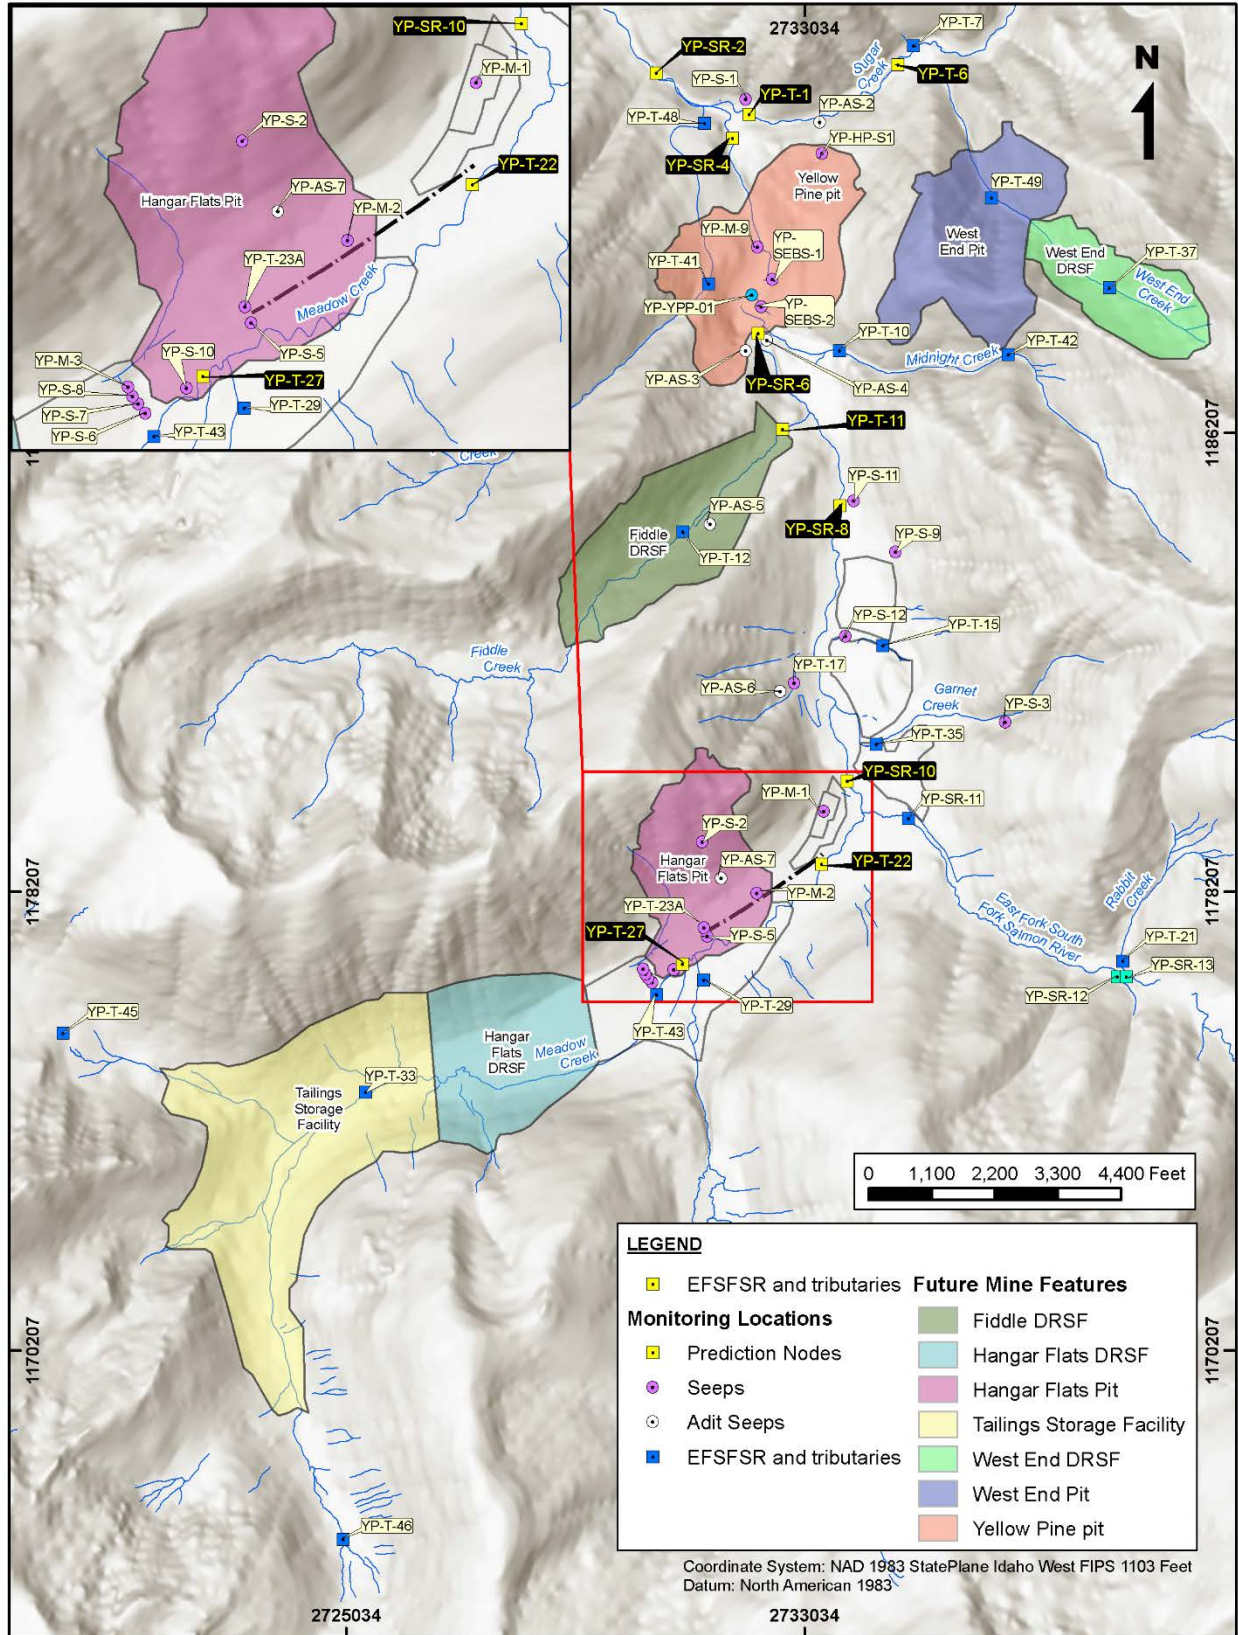 YP-SR-10
YP-M-1
YP-S-2
YP-T-22
Hangar Flats Pit
YP-AS-7
YP-M-2
YP-T-23A
Meadow Creek
YP-M-3
YP-S-10
YP-S-5
YP-S-8
YP-T-27
YP-S-7
YP-T-29
YP-S-6
YP-T-43
2733034
YP-T-7
N
YP-SR-2
Sugar
Creek
YP-S-1
YP-T-6
YP-T-1
YP-AS-2
YP-T-48
YP-SR-4
YP-HP-S1
Yellow
Pine pit
YP-T-49
YP-M-9
YP-
SEBS-1
West
End Pit
West End
DRSF
YP-T-37
West End
Creek
YP-T-41
YP-YPP-01
YP-
SEBS-2
YP-T-10
Midnight Creek
YP-T-42
YP-AS-3
YP-SR-6
YP-AS-4
YP-T-11
1186207
11
Creek
YP-S-11
YP-AS-5
YP-SR-8
Fiddle
DRSF
YP-T-12
YP-S-9
YP-S-12
YP-T-15
Fiddle
Creek
YP-T-17
YP-AS-6
Garnet
Creek
YP-S-3
YP-T-35
YP-SR-10
YP-M-1
YP-SR-11
YP-S-2
Hangar
Flats Pit
YP-AS-7
YP-T-22
YP-M-2
1178207
1178207
YP-T-23A
YP-T-27
YP-S-5
East Fork South
Fork Salmon River
Rabbit
Creek
YP-T-21
YP-SR-13
YP-SR-12
YP-T-29
YP-T-43
YP-T-45
Hangar
Flats
DRSF
Meadow
Creek
YP-T-33
Tailings
Storage
Facility
0 1,100 2,200 3,300 4,400 Feet
LEGEND
EFSFSR and tributaries
Monitoring Locations
Prediction Nodes
Seeps
Adit Seeps
EFSFSR and tributaries
Future Mine Features
Fiddle DRSF
Hangar Flats DRSF
Hangar Flats Pit
Tailings Storage Facility
West End DRSF
West End Pit
Yellow Pine pit
1170207
1170207
YP-T-46
Coordinate System: NAD 1983 StatePlane Idaho West FIPS 1103 Feet
Datum: North American 1983
2725034
2733034